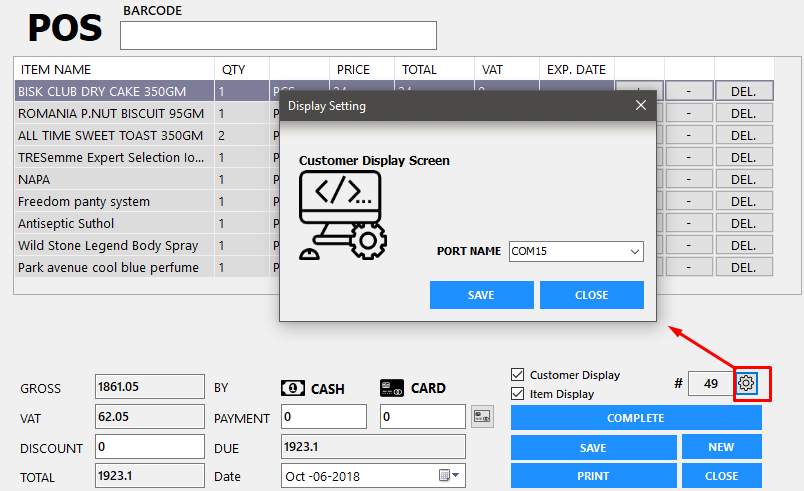 POS
BARCODE
ITEM NAME QTY PRICE TOTAL VAT EXP. DATE
BISK CLUB DRY CAKE 350GM 1 - DEL.
ROMANIA P.NUT BISCUIT 95GM 1 - DEL.
ALL TIME SWEET TOAST 350GM 2 - DEL.
TRESemme Expert Selection Io... 1 - DEL.
NAPA 1 - DEL.
Freedom panty system 1 - DEL.
Antiseptic Suthol 1 - DEL.
Wild Stone Legend Body Spray 1 - DEL.
Park avenue cool blue perfume 1 - DEL.
Display Setting
Customer Display Screen
</>...
PORT NAME COM15
SAVE CLOSE
GROSS 1861.05 BY CASH CARD
VAT 62.05 PAYMENT 0 0
DISCOUNT 0 DUE 1923.1
TOTAL 1923.1 Date Oct -06-2018
Customer Display # 49
Item Display
COMPLETE
SAVE NEW
PRINT CLOSE